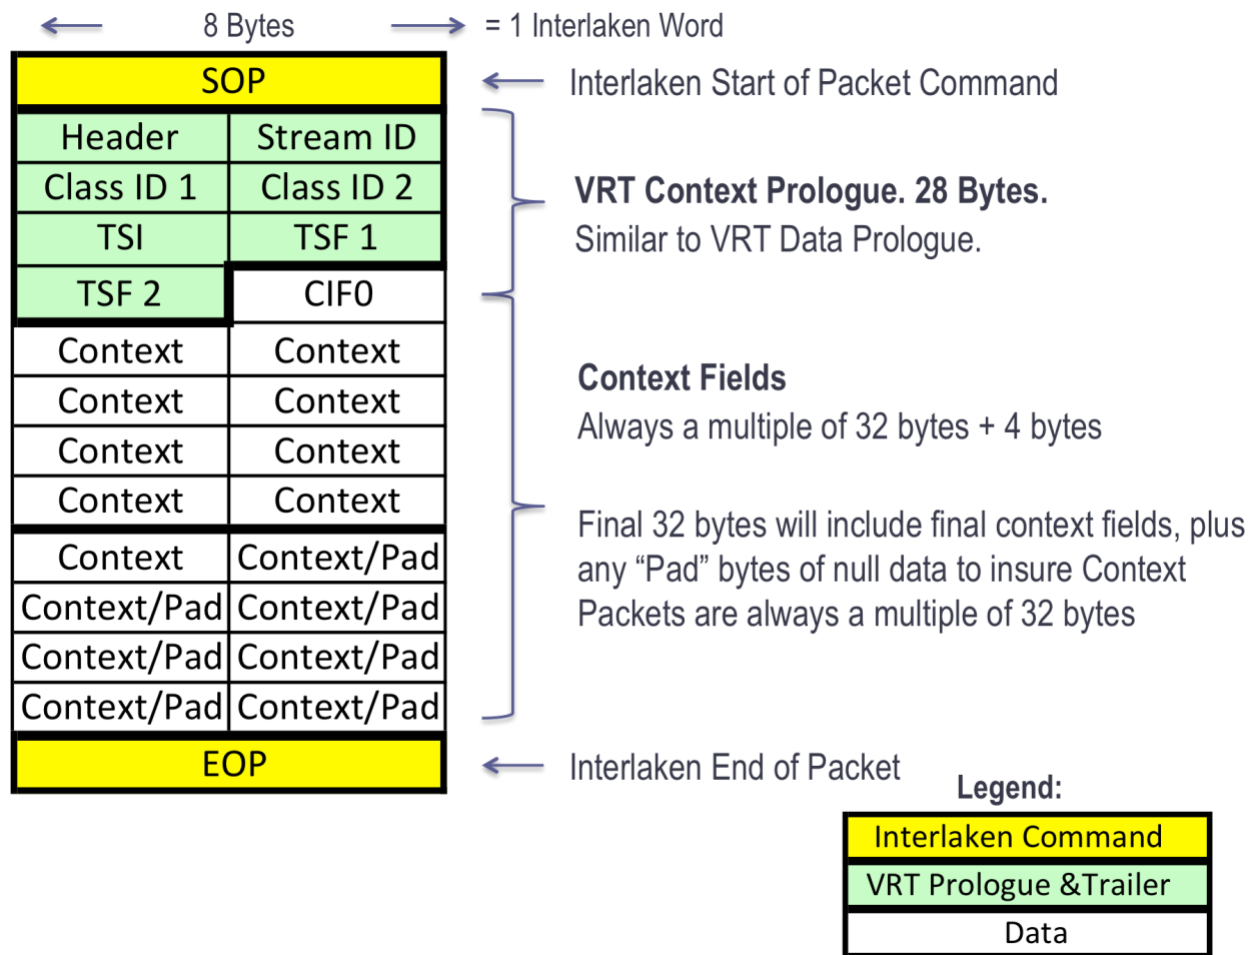 8 Bytes = 1 Interlaken Word
SOP Interlaken Start of Packet Command
Header Stream ID
Class ID 1 Class ID 2 VRT Context Prologue. 28 Bytes.
TSI TSF 1 Similar to VRT Data Prologue.
TSF 2 CIF0
Context Context
Context Context Context Fields
Context Context Always a multiple of 32 bytes + 4 bytes
Context Context Final 32 bytes will include final context fields, plus
Context Context/Pad any “Pad” bytes of null data to insure Context
Context/Pad Context/Pad Packets are always a multiple of 32 bytes
Context/Pad Context/Pad
Context/Pad Context/Pad
EOP Interlaken End of Packet
Legend:
Interlaken Command
VRT Prologue &Trailer
Data